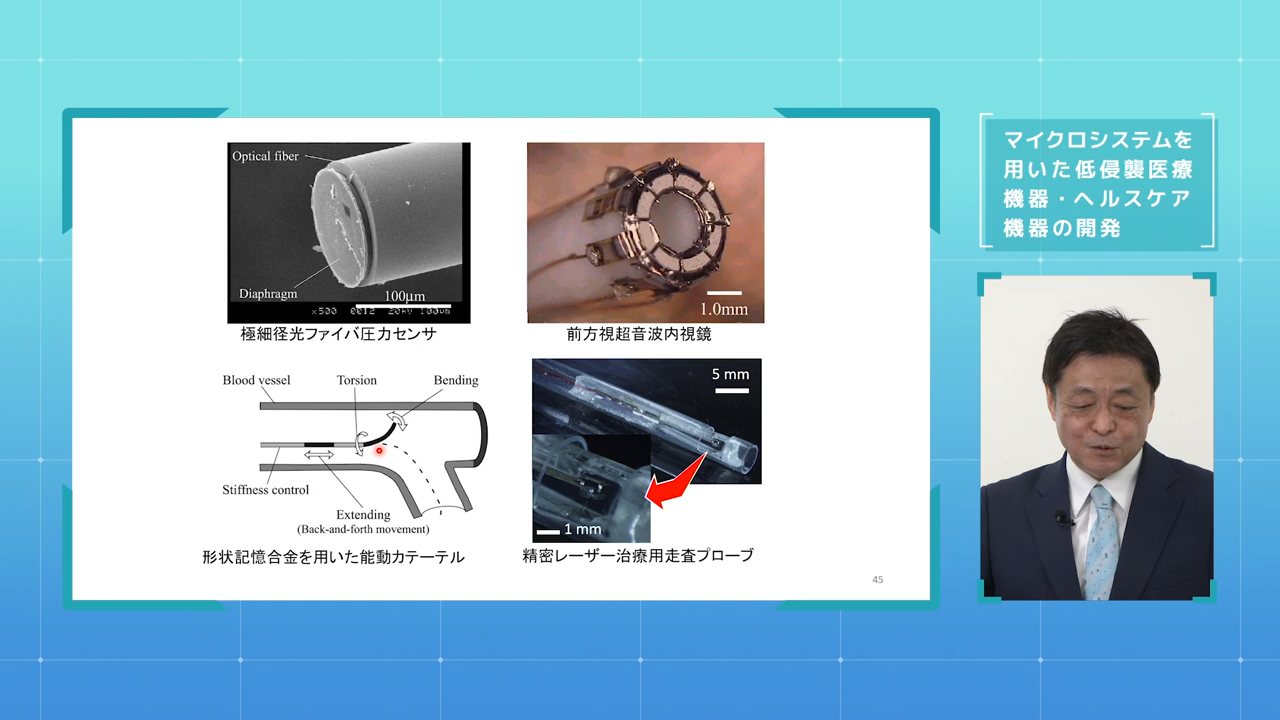 Optical fiber
Diaphragm
100μm
×500 0012 20kV 100μm
極細径光ファイバ圧力センサ
1.0mm
前方視超音波内視鏡
Blood vessel
Torsion
Bending
Stiffness control
Extending
(Back-and-forth movement)
形状記憶合金を用いた能動カテーテル
5 mm
1 mm
精密レーザー治療用走査プローブ
45
マイクロシステムを
用いた低侵襲医療
機器・ヘルスケア
機器の開発